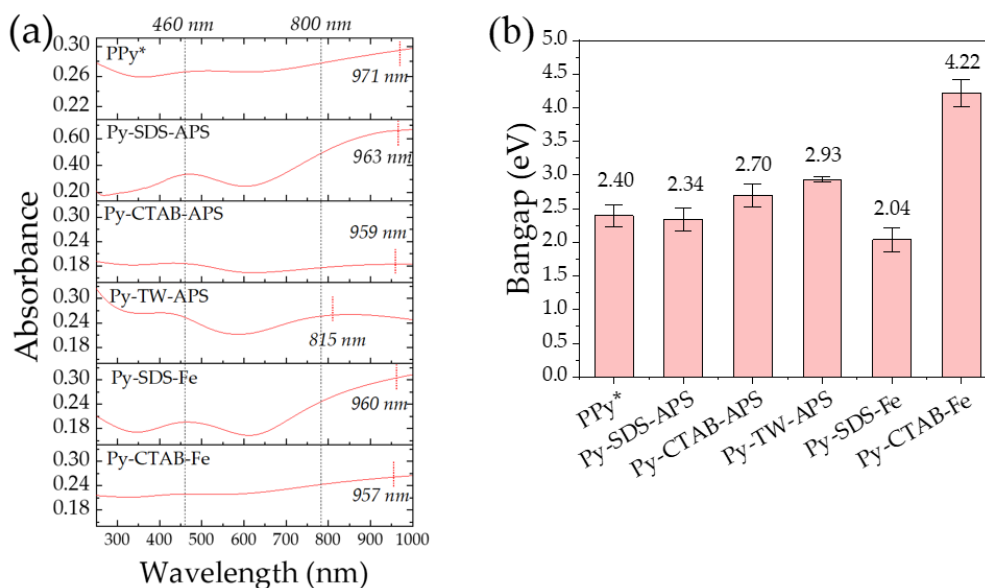 (a)
460 nm
800 nm
Absorbance
0.30
0.26
0.22
PPy*
971 nm
0.60
0.40
0.20
Py-SDS-APS
963 nm
0.30
0.24
0.18
Py-CTAB-APS
959 nm
0.30
0.24
0.18
Py-TW-APS
815 nm
0.30
0.24
0.18
Py-SDS-Fe
960 nm
0.30
0.24
0.18
Py-CTAB-Fe
957 nm
300 400 500 600 700 800 900 1000
Wavelength (nm)
(b)
Bangap (eV)
5.0
4.5
4.0
3.5
3.0
2.5
2.0
1.5
1.0
0.5
0.0
2.40
2.34
2.70
2.93
2.04
4.22
PPy*
Py-SDS-APS
Py-CTAB-APS
Py-TW-APS
Py-SDS-Fe
Py-CTAB-Fe